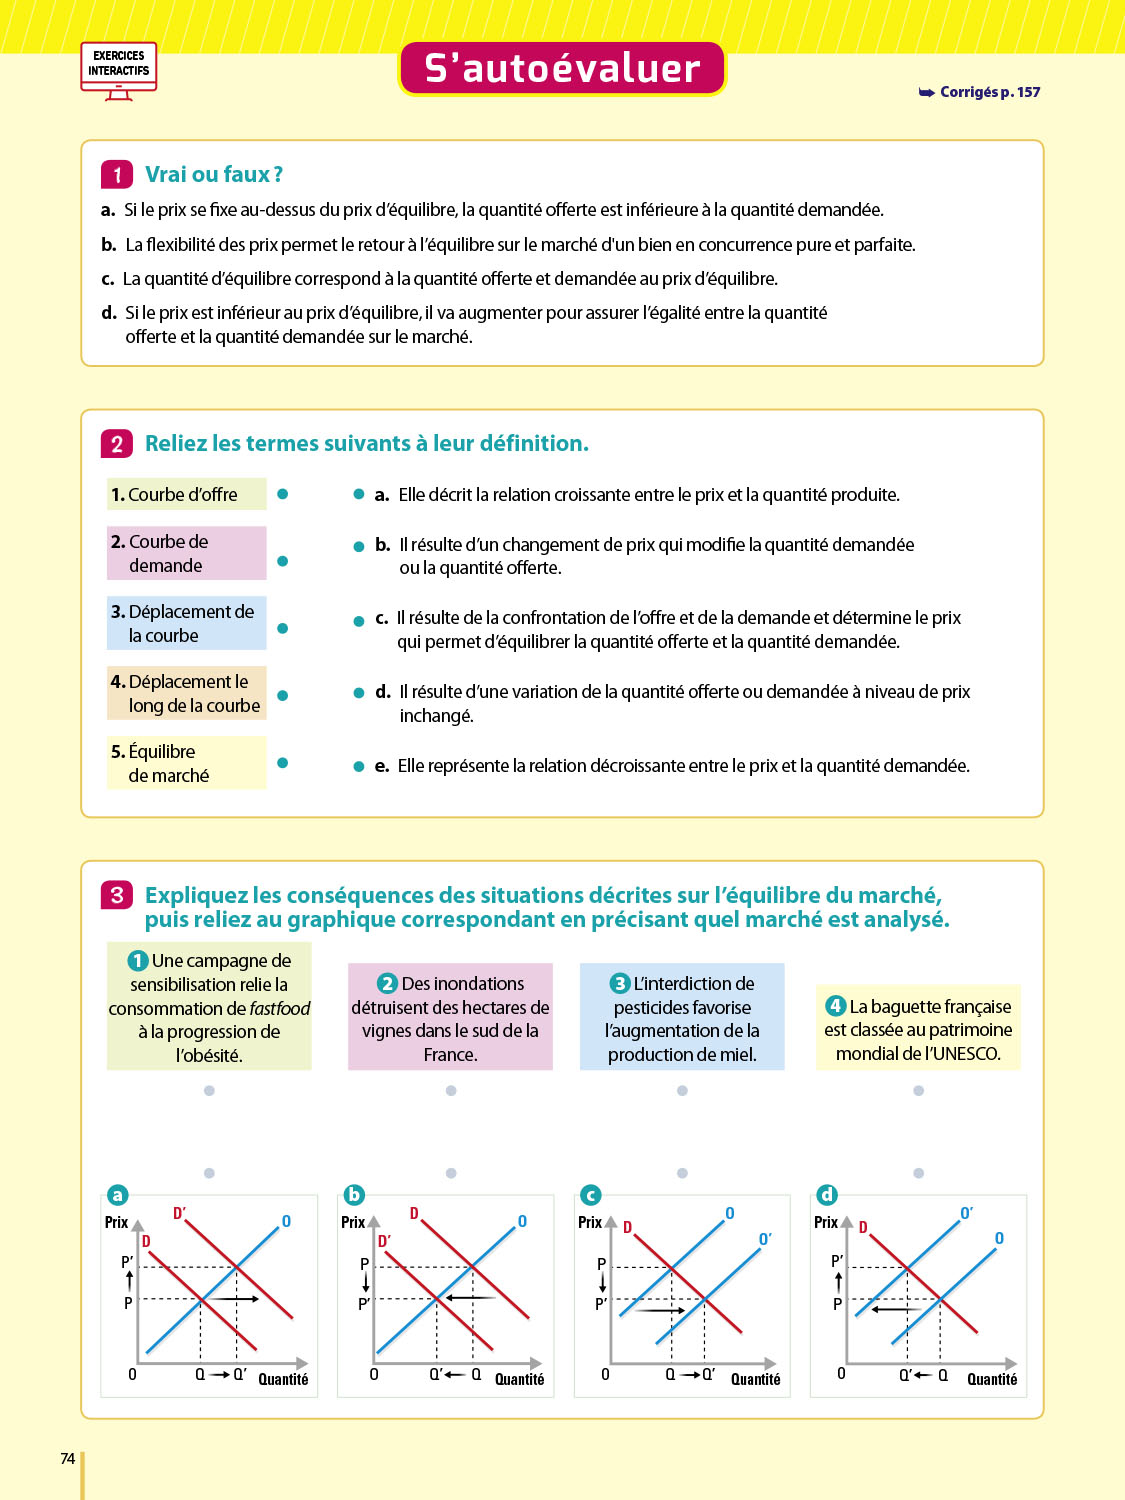 EXERCICES
INTERACTIFS
S'autoévaluer
➥ Corrigés p. 157
1 Vrai ou faux ?
a. Si le prix se fixe au-dessus du prix d'équilibre, la quantité offerte est inférieure à la quantité demandée.
b. La flexibilité des prix permet le retour à l'équilibre sur le marché d'un bien en concurrence pure et parfaite.
c. La quantité d'équilibre correspond à la quantité offerte et demandée au prix d'équilibre.
d. Si le prix est inférieur au prix d'équilibre, il va augmenter pour assurer l'égalité entre la quantité
offerte et la quantité demandée sur le marché.
2 Reliez les termes suivants à leur définition.
1. Courbe d'offre
2. Courbe de
demande
3. Déplacement de
la courbe
4. Déplacement le
long de la courbe
5. Équilibre
de marché
a. Elle décrit la relation croissante entre le prix et la quantité produite.
b. Il résulte d'un changement de prix qui modifie la quantité demandée
ou la quantité offerte.
c. Il résulte de la confrontation de l'offre et de la demande et détermine le prix
qui permet d'équilibrer la quantité offerte et la quantité demandée.
d. Il résulte d'une variation de la quantité offerte ou demandée à niveau de prix
inchangé.
e. Elle représente la relation décroissante entre le prix et la quantité demandée.
3 Expliquez les conséquences des situations décrites sur l'équilibre du marché,
puis reliez au graphique correspondant en précisant quel marché est analysé.
1 Une campagne de
sensibilisation relie la
consommation de fastfood
à la progression de
l'obésité.
2 Des inondations
détruisent des hectares de
vignes dans le sud de la
France.
3 L'interdiction de
pesticides favorise
l'augmentation de la
production de miel.
4 La baguette française
est classée au patrimoine
mondial de l'UNESCO.
a
Prix
D'
O
D
P'
P
O
Q
Q'
Quantité
b
Prix
D
O
D'
P
P'
O
Q'
Q
Quantité
c
Prix
D
O
O'
P
P'
O
Q
Q'
Quantité
d
Prix
D
O'
O
P'
P
O
Q'
Q
Quantité
74